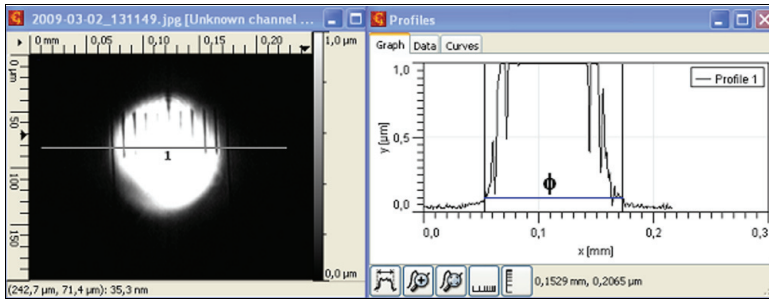 2009-03-02_131149.jpg [Unknown channel ...
0 mm 0,05 0,10 0,15 0,20
1,0 µm
0 µm
50
100
150
1
0,0 µm
(242,7 µm, 71,4 µm): 35,3 nm
Profiles
Graph Data Curves
1,0
0,5
0,0
y [µm]
Profile 1
ϕ
0,0 0,1 0,2 0,3
x [mm]
0,1529 mm, 0,2065 µm